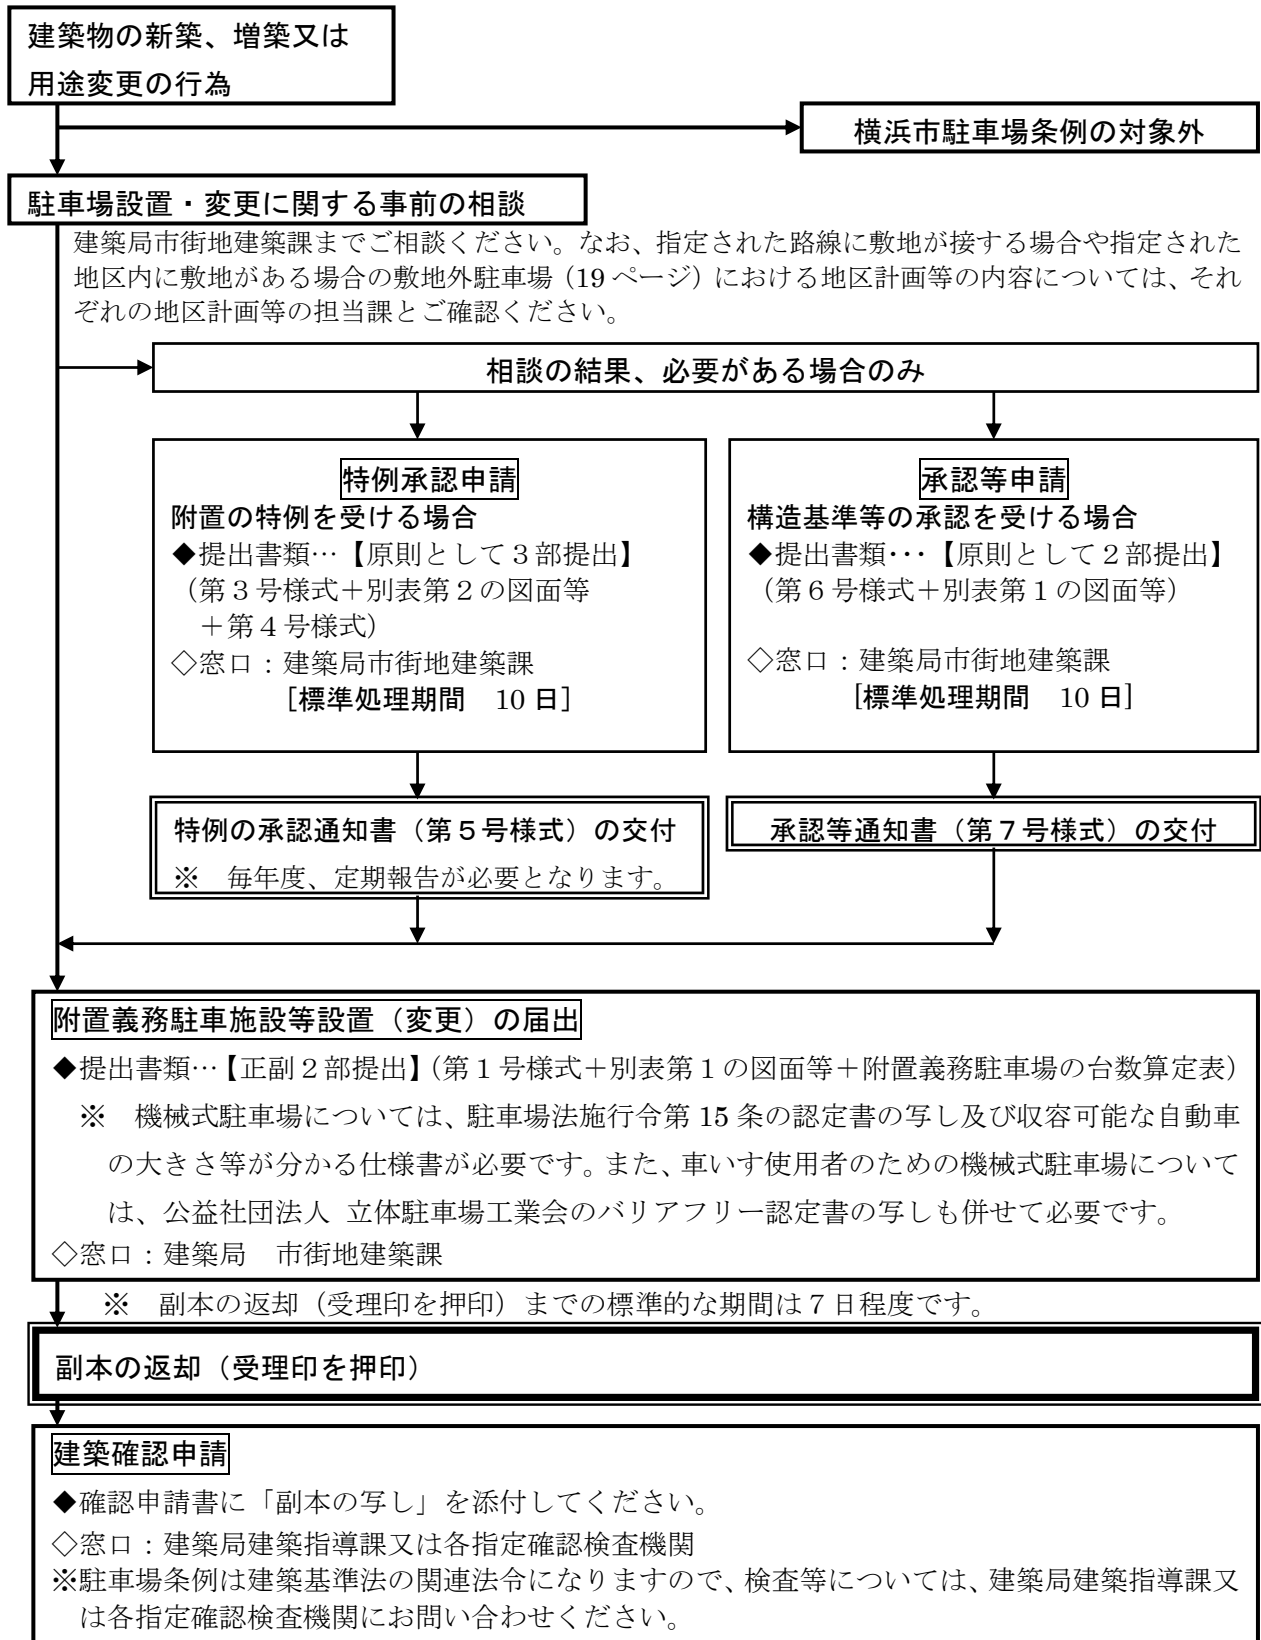 建築物の新築、増築又は
用途変更の行為
横浜市駐車場条例の対象外
駐車場設置・変更に関する事前の相談
建築局市街地建築課までご相談ください。なお、指定された路線に敷地が接する場合や指定された
地区内に敷地がある場合の敷地外駐車場（19 ページ）における地区計画等の内容については、それ
ぞれの地区計画等の担当課とご確認ください。
相談の結果、必要がある場合のみ
特例承認申請
附置の特例を受ける場合
◆提出書類…【原則として３部提出】
（第３号様式＋別表第２の図面等
＋第４号様式）
◇窓口：建築局市街地建築課
［標準処理期間　10 日］
承認等申請
構造基準等の承認を受ける場合
◆提出書類･･･【原則として２部提出】
（第６号様式＋別表第１の図面等）
◇窓口：建築局市街地建築課
[標準処理期間　10 日]
特例の承認通知書（第５号様式）の交付
※　毎年度、定期報告が必要となります。
承認等通知書（第７号様式）の交付
附置義務駐車施設等設置（変更）の届出
◆提出書類…【正副２部提出】（第１号様式＋別表第１の図面等＋附置義務駐車場の台数算定表）
※　機械式駐車場については、駐車場法施行令第 15 条の認定書の写し及び収容可能な自動車
の大きさ等が分かる仕様書が必要です。また、車いす使用者のための機械式駐車場について
は、公益社団法人 立体駐車場工業会のバリアフリー認定書の写しも併せて必要です。
◇窓口：建築局　市街地建築課
※　副本の返却（受理印を押印）までの標準的な期間は７日程度です。
副本の返却（受理印を押印）
建築確認申請
◆確認申請書に「副本の写し」を添付してください。
◇窓口：建築局建築指導課又は各指定確認検査機関
※駐車場条例は建築基準法の関連法令になりますので、検査等については、建築局建築指導課又
は各指定確認検査機関にお問い合わせください。